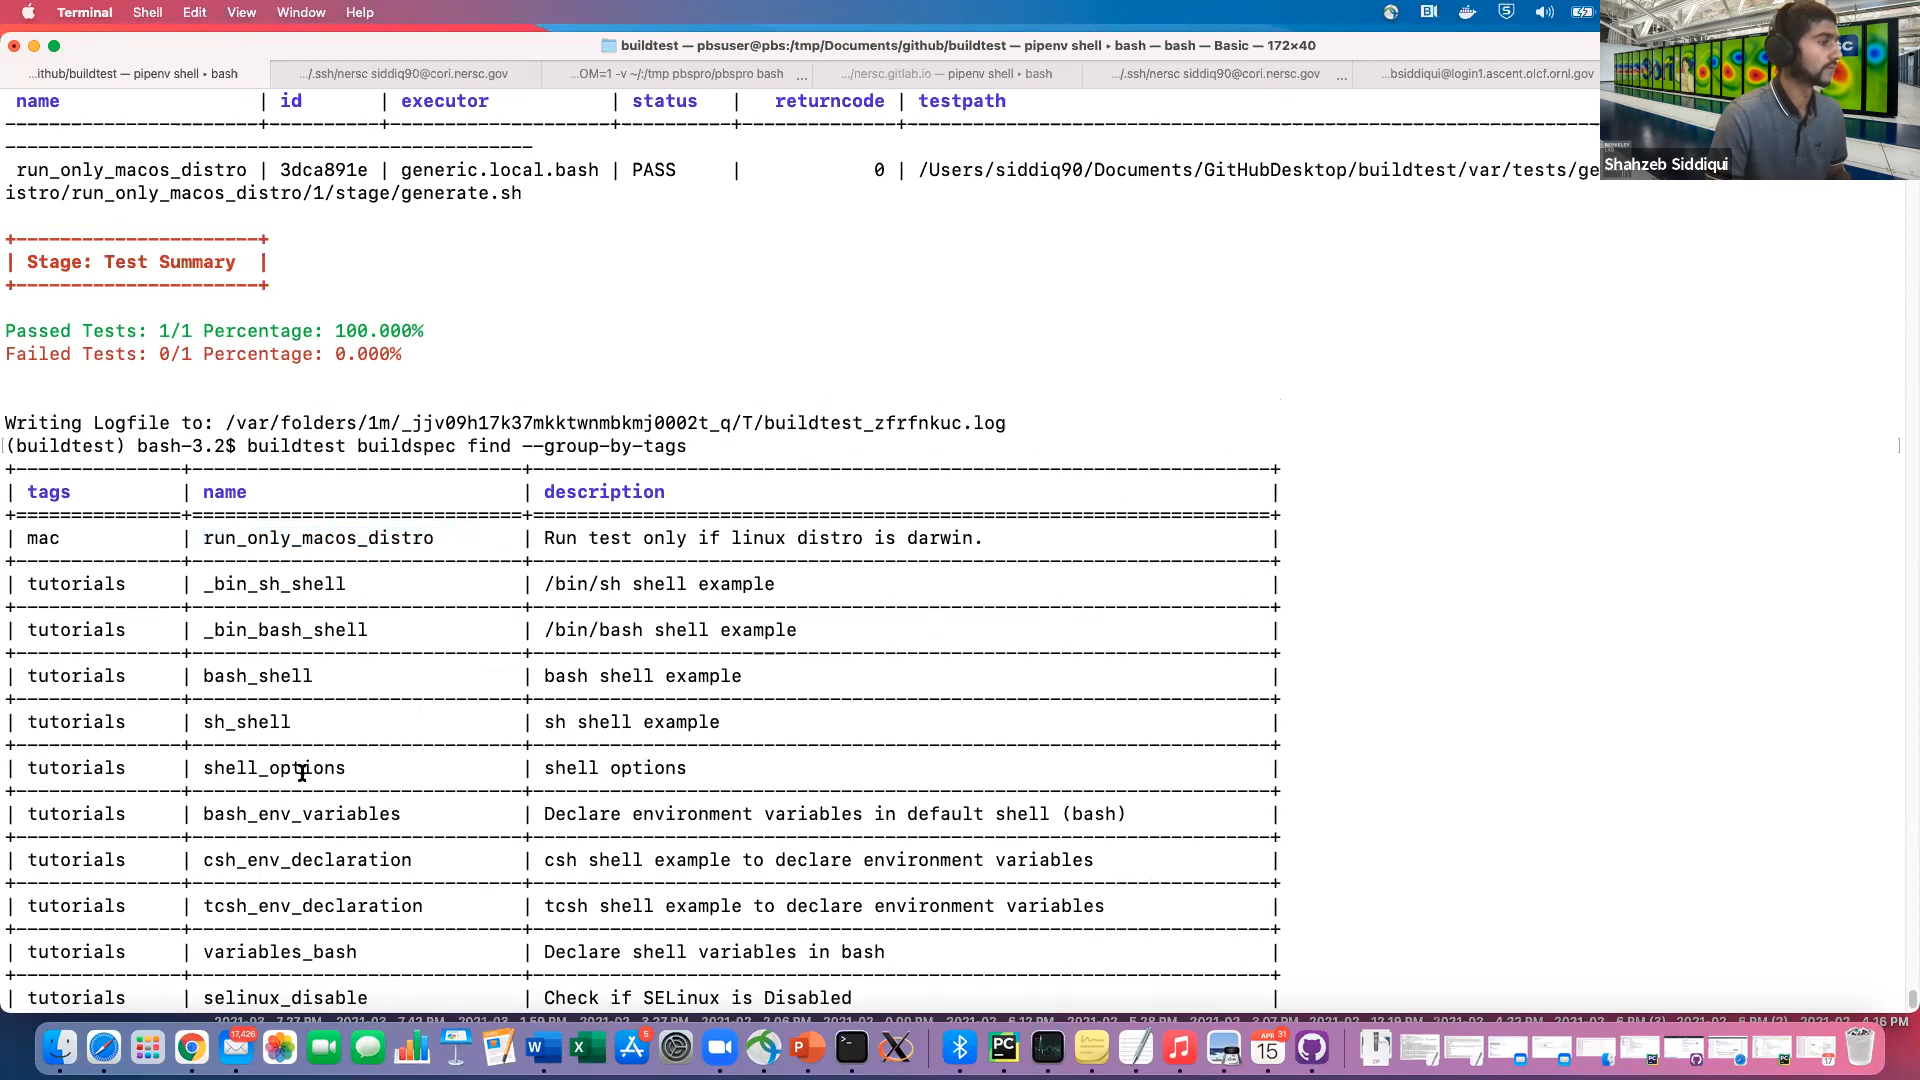 Terminal Shell Edit View Window Help
buildtest — pbsuser@pbs:/tmp/Documents/github/buildtest — pipenv shell ▸ bash — bash — Basic — 172×40
...ithub/buildtest — pipenv shell ▸ bash
.../.ssh/nersc siddiq90@cori.nersc.gov
...OM=1 -v ~/:/tmp pbspro/pbspro bash ...
.../nersc.gitlab.io — pipenv shell ▸ bash
.../.ssh/nersc siddiq90@cori.nersc.gov ...
...bsiddiqui@login1.ascent.olcf.ornl.gov
Shahzeb Siddiqui
name | id | executor | status | returncode | testpath
run_only_macos_distro | 3dca891e | generic.local.bash | PASS | 0 | /Users/siddiq90/Documents/GitHubDesktop/buildtest/var/tests/ge
istro/run_only_macos_distro/1/stage/generate.sh
| Stage: Test Summary |
Passed Tests: 1/1 Percentage: 100.000%
Failed Tests: 0/1 Percentage: 0.000%
Writing Logfile to: /var/folders/1m/_jjv09h17k37mkktwnmbkmj0002t_q/T/buildtest_zfrfnkuc.log
(buildtest) bash-3.2$ buildtest buildspec find --group-by-tags
| tags | name | description |
| mac | run_only_macos_distro | Run test only if linux distro is darwin. |
| tutorials | _bin_sh_shell | /bin/sh shell example |
| tutorials | _bin_bash_shell | /bin/bash shell example |
| tutorials | bash_shell | bash shell example |
| tutorials | sh_shell | sh shell example |
| tutorials | shell_options | shell options |
| tutorials | bash_env_variables | Declare environment variables in default shell (bash) |
| tutorials | csh_env_declaration | csh shell example to declare environment variables |
| tutorials | tcsh_env_declaration | tcsh shell example to declare environment variables |
| tutorials | variables_bash | Declare shell variables in bash |
| tutorials | selinux_disable | Check if SELinux is Disabled |
17,426
5
APR 31
15
17